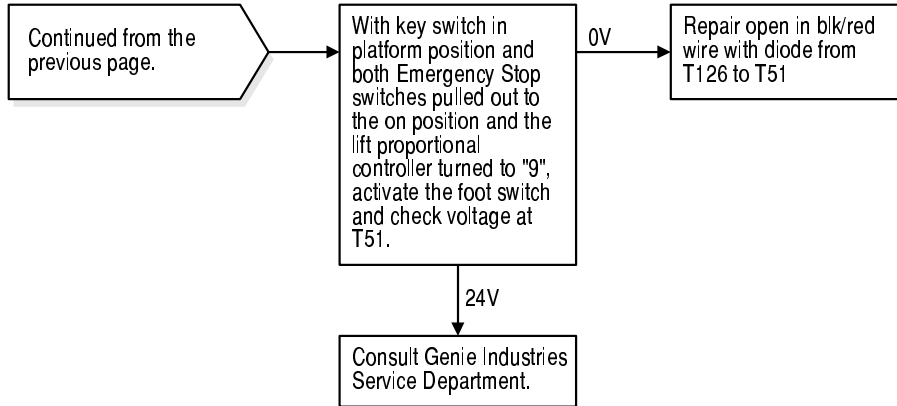 Continued from the
previous page.
With key switch in
platform position and
both Emergency Stop
switches pulled out to
the on position and the
lift proportional
controller turned to "9",
activate the foot switch
and check voltage at
T51.
0V
Repair open in blk/red
wire with diode from
T126 to T51
24V
Consult Genie Industries
Service Department.